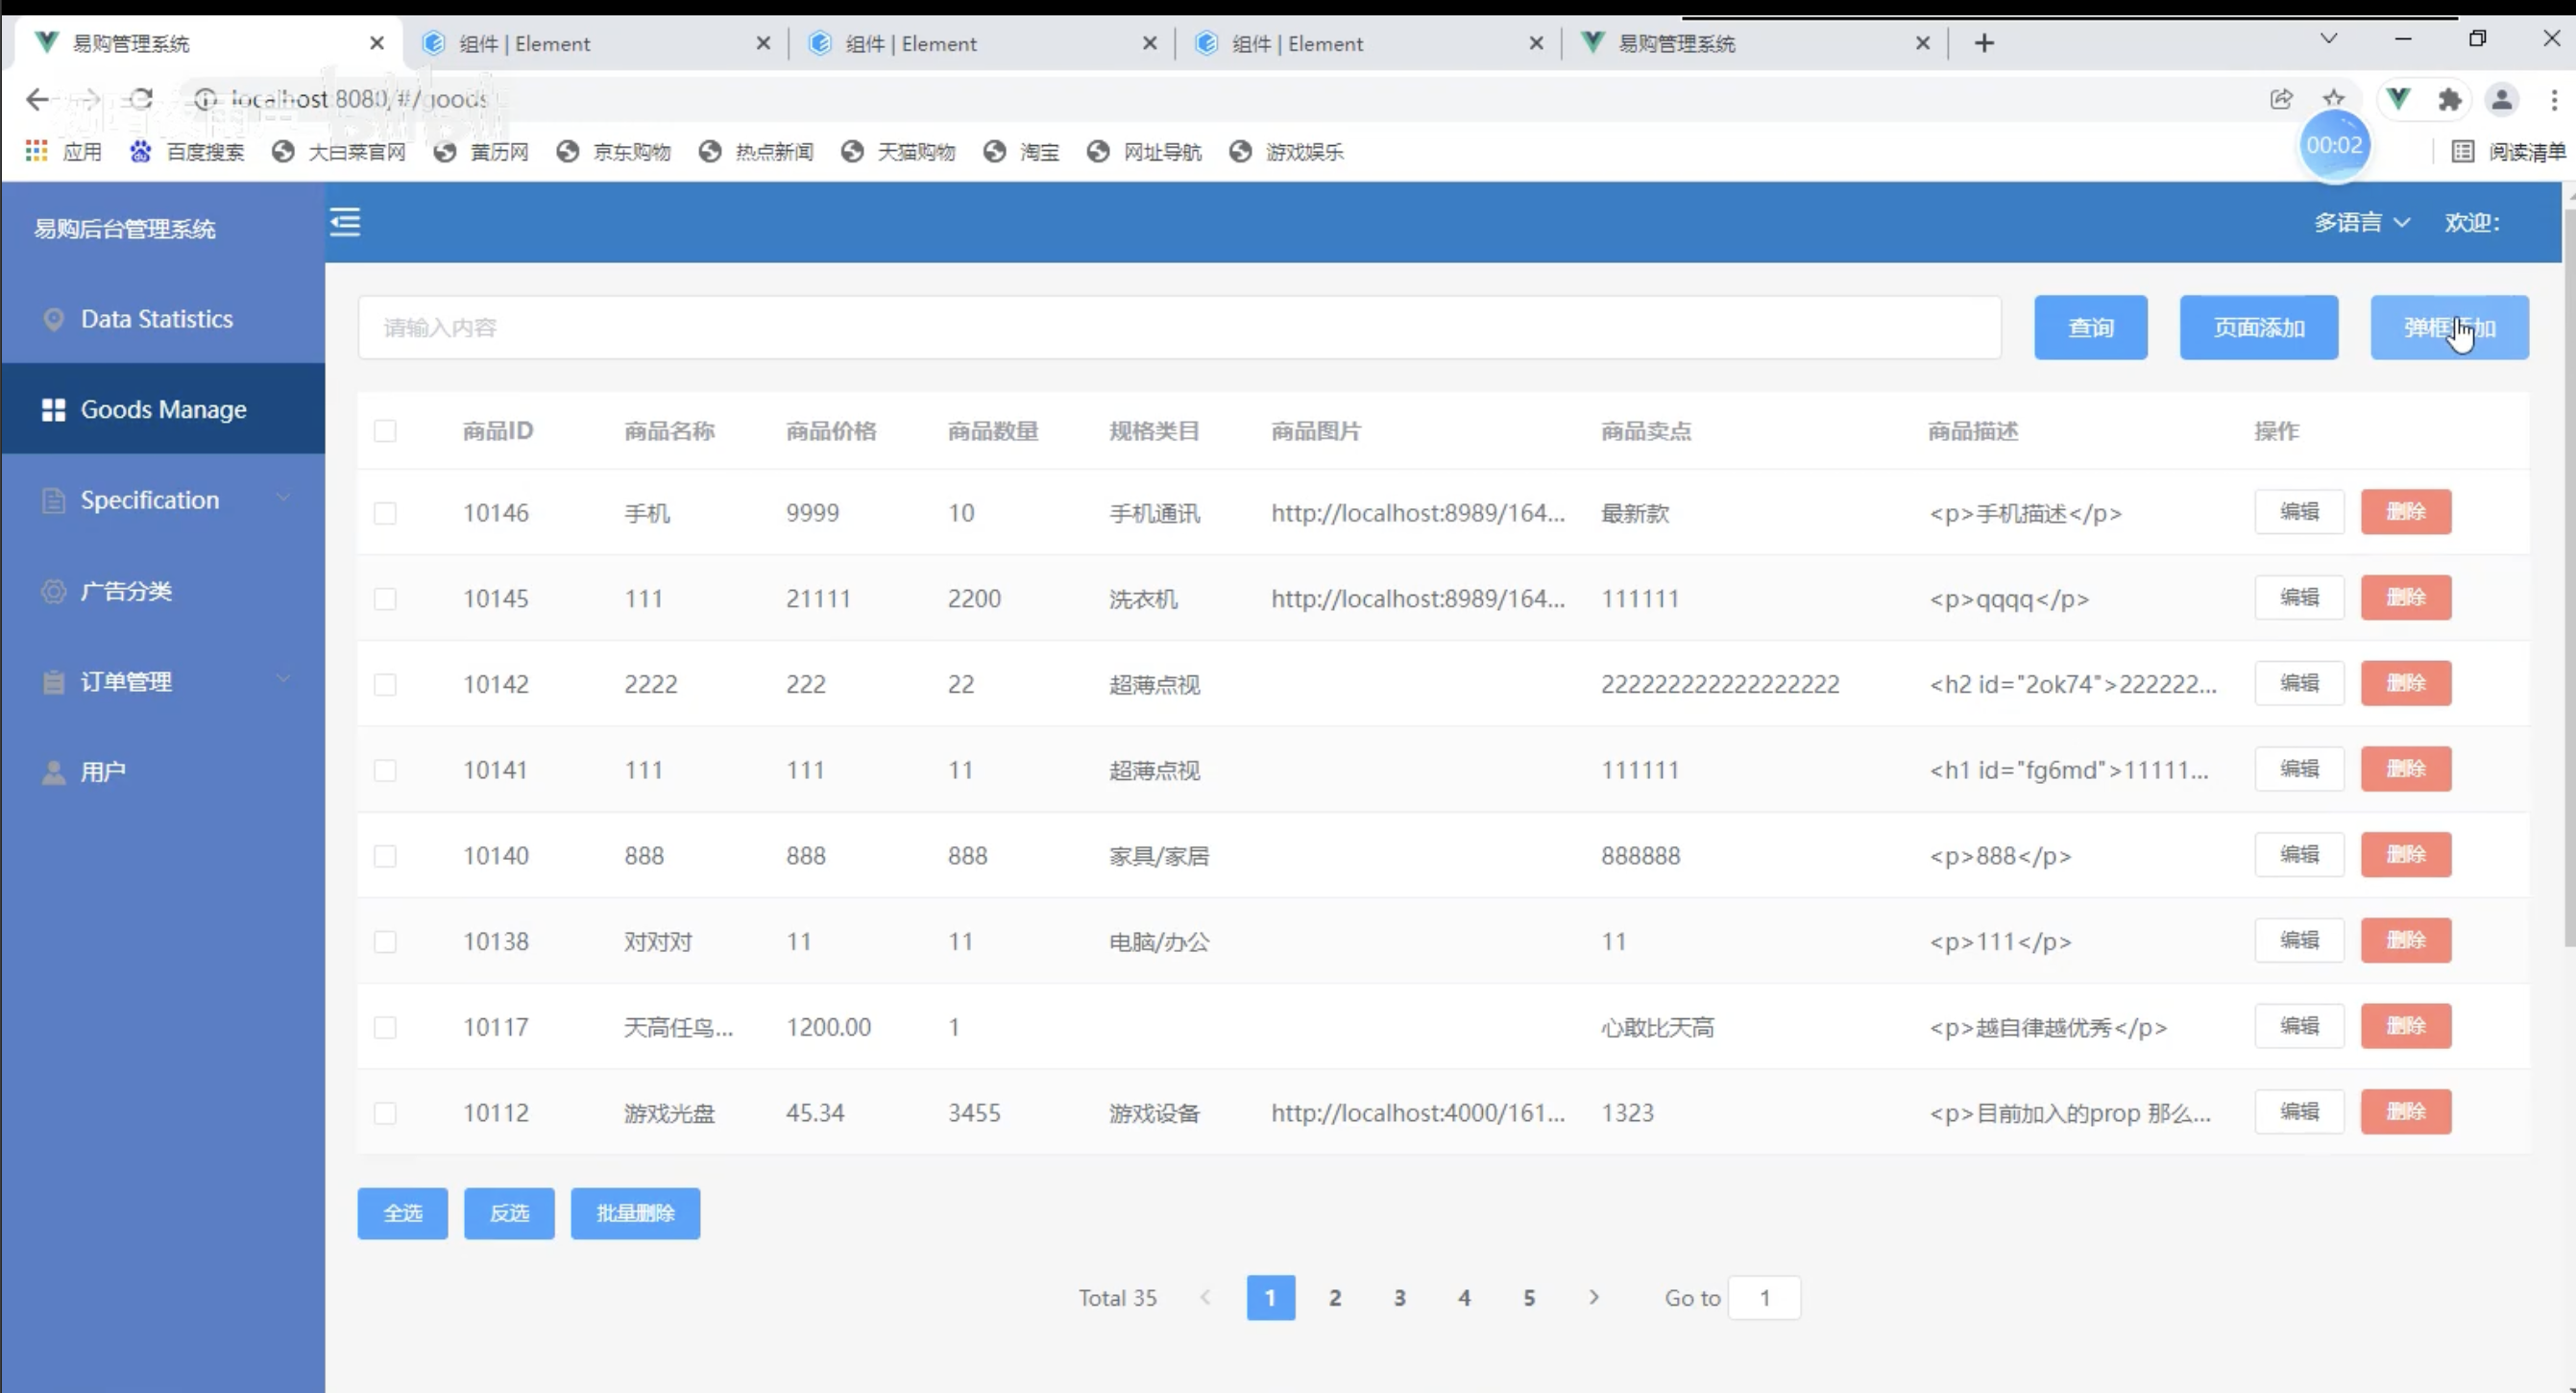 易购管理系统 组件 | Element 组件 | Element 组件 | Element 易购管理系统
localhost:8080/#/goods
应用 百度搜索 大白菜官网 黄历网 京东购物 热点新闻 天猫购物 淘宝 网址导航 游戏娱乐 00:02 阅读清单
易购后台管理系统 多语言 欢迎:
Data Statistics
Goods Manage
Specification
广告分类
订单管理
用户
请输入内容 查询 页面添加 弹框添加
商品ID 商品名称 商品价格 商品数量 规格类目 商品图片 商品卖点 商品描述 操作
10146 手机 9999 10 手机通讯 http://localhost:8989/164... 最新款 <p>手机描述</p> 编辑 删除
10145 111 21111 2200 洗衣机 http://localhost:8989/164... 111111 <p>qqqq</p> 编辑 删除
10142 2222 222 22 超薄点视 222222222222222222 <h2 id="2ok74">222222... 编辑 删除
10141 111 111 11 超薄点视 111111 <h1 id="fg6md">11111... 编辑 删除
10140 888 888 888 家具/家居 888888 <p>888</p> 编辑 删除
10138 对对对 11 11 电脑/办公 11 <p>111</p> 编辑 删除
10117 天高任鸟... 1200.00 1 心敢比天高 <p>越自律越优秀</p> 编辑 删除
10112 游戏光盘 45.34 3455 游戏设备 http://localhost:4000/161... 1323 <p>目前加入的prop 那么... 编辑 删除
全选 反选 批量删除
Total 35 1 2 3 4 5 Go to 1